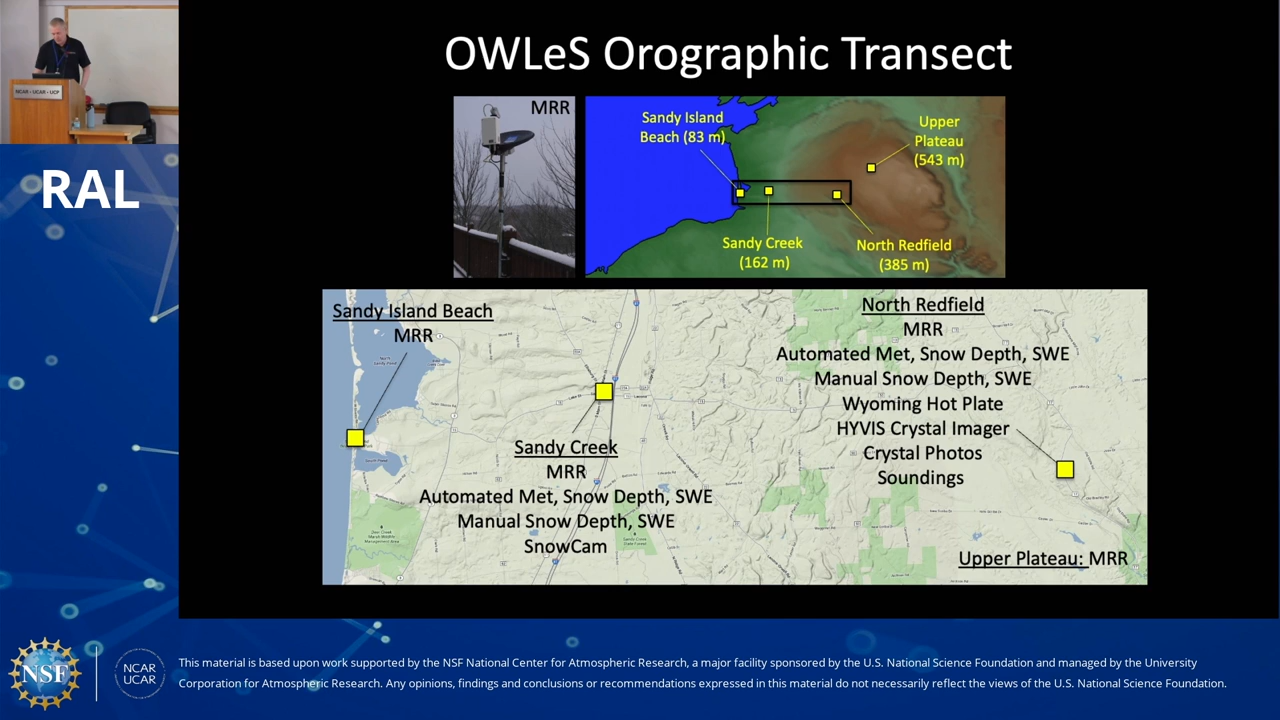 OWLeS Orographic Transect
NCAR • UCAR • UCP
RAL
MRR
Sandy Island
Beach (83 m)
Upper
Plateau
(543 m)
Sandy Creek
(162 m)
North Redfield
(385 m)
Sandy Island Beach
MRR
Sandy Creek
MRR
Automated Met, Snow Depth, SWE
Manual Snow Depth, SWE
SnowCam
North Redfield
MRR
Automated Met, Snow Depth, SWE
Manual Snow Depth, SWE
Wyoming Hot Plate
HYVIS Crystal Imager
Crystal Photos
Soundings
Upper Plateau: MRR
NSF
NCAR
UCAR
This material is based upon work supported by the NSF National Center for Atmospheric Research, a major facility sponsored by the U.S. National Science Foundation and managed by the University
Corporation for Atmospheric Research. Any opinions, findings and conclusions or recommendations expressed in this material do not necessarily reflect the views of the U.S. National Science Foundation.